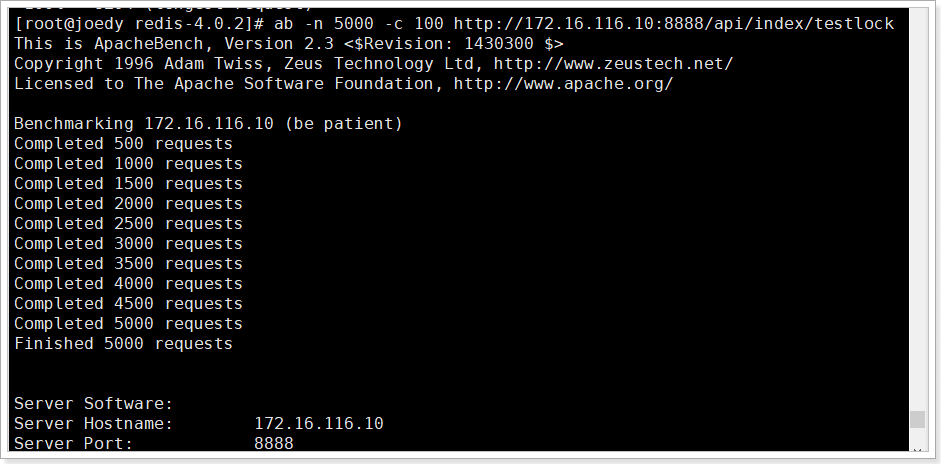 [root@joedy redis-4.0.2]# ab -n 5000 -c 100 http://172.16.116.10:8888/api/index/testlock
This is ApacheBench, Version 2.3 <$Revision: 1430300 $>
Copyright 1996 Adam Twiss, Zeus Technology Ltd, http://www.zeustech.net/
Licensed to The Apache Software Foundation, http://www.apache.org/
Benchmarking 172.16.116.10 (be patient)
Completed 500 requests
Completed 1000 requests
Completed 1500 requests
Completed 2000 requests
Completed 2500 requests
Completed 3000 requests
Completed 3500 requests
Completed 4000 requests
Completed 4500 requests
Completed 5000 requests
Finished 5000 requests
Server Software:
Server Hostname: 172.16.116.10
Server Port: 8888